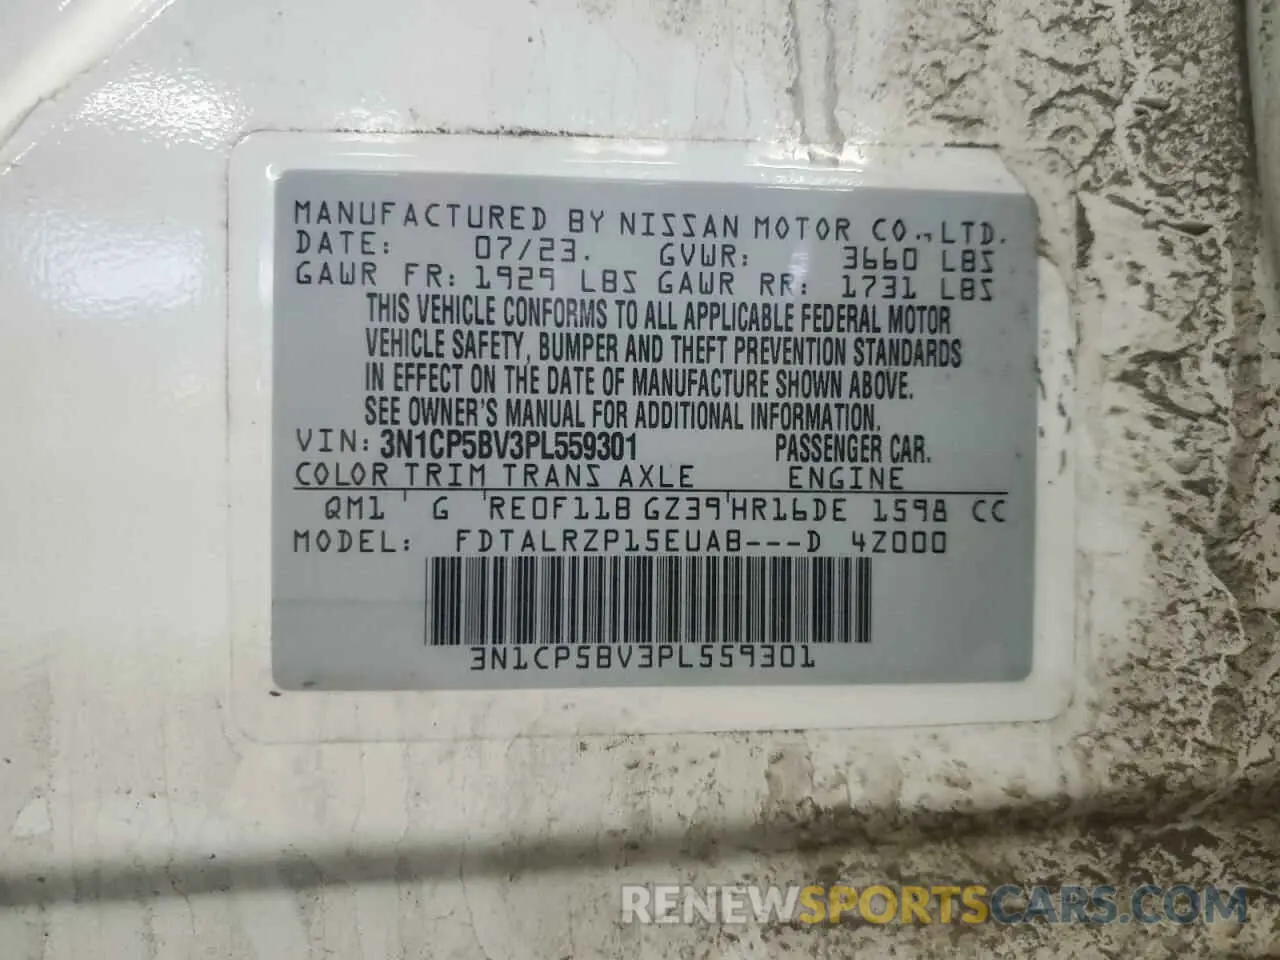 MANUFACTURED BY NISSAN MOTOR CO., LTD.
DATE: 07/23. GVWR: 3660 LBS
GAWR FR: 1929 LBS GAWR RR: 1731 LBS
THIS VEHICLE CONFORMS TO ALL APPLICABLE FEDERAL MOTOR
VEHICLE SAFETY, BUMPER AND THEFT PREVENTION STANDARDS
IN EFFECT ON THE DATE OF MANUFACTURE SHOWN ABOVE.
SEE OWNER'S MANUAL FOR ADDITIONAL INFORMATION.
VIN: 3N1CP5BV3PL559301 PASSENGER CAR.
COLOR TRIM TRANS AXLE ENGINE
QM1 G RE0F11B GZ39 HR16DE 1598 CC
MODEL: FDTALRZP15EUAB---D 4Z000
3N1CP5BV3PL559301
RENEWSPORTSCARS.COM